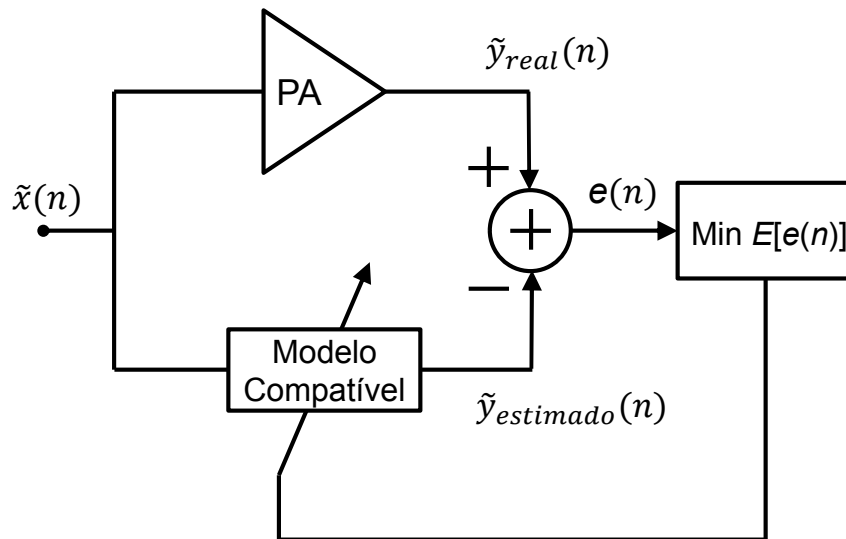 ỹ_real(n)
PA
+
x̃(n)
e(n)
+
Min E[e(n)]
−
Modelo
Compatível
ỹ_estimado(n)